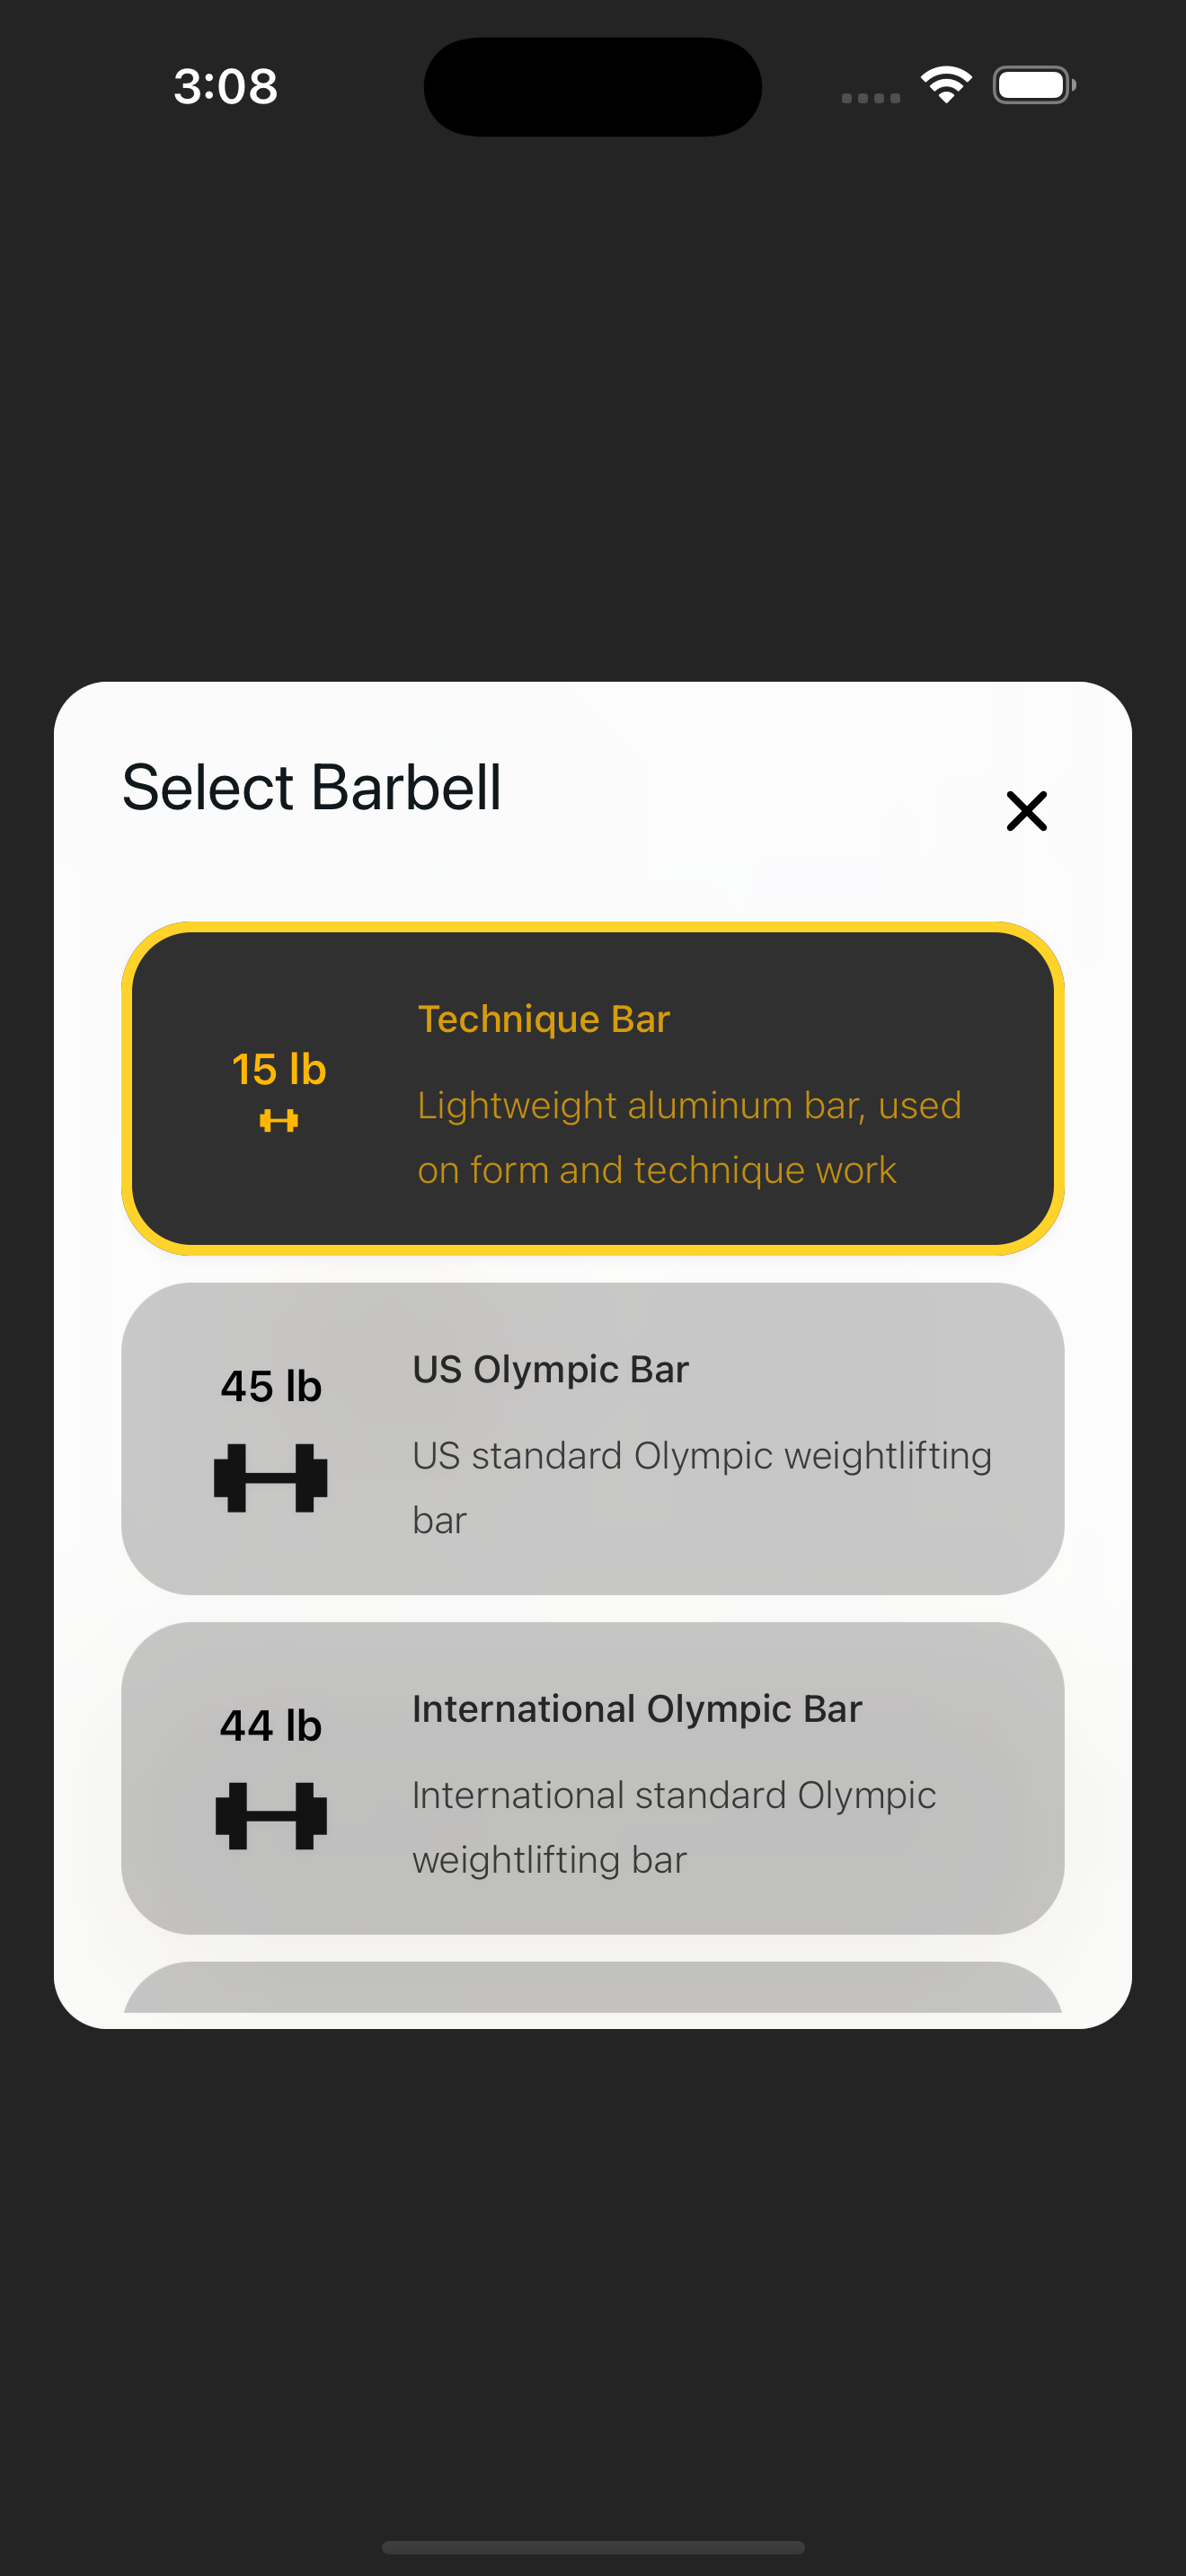 3:08
Select Barbell
15 lb
Technique Bar
Lightweight aluminum bar, used
on form and technique work
45 lb
US Olympic Bar
US standard Olympic weightlifting
bar
44 lb
International Olympic Bar
International standard Olympic
weightlifting bar